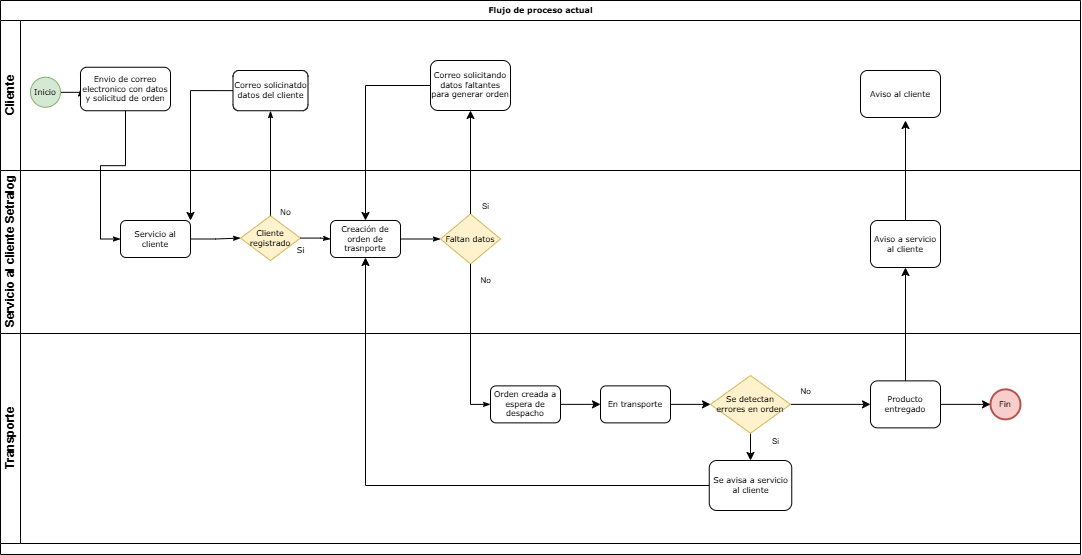 Flujo de proceso actual
Cliente
Inicio
Envio de correo
electronico con datos
y solicitud de orden
Correo solicinatdo
datos del cliente
Correo solicitando
datos faltantes
para generar orden
Aviso al cliente
Servicio al cliente Setralog
Servicio al
cliente
Cliente
registrado
No
Si
Creación de
orden de
trasnporte
Faltan datos
Si
No
Aviso a servicio
al cliente
Transporte
Orden creada a
espera de
despacho
En transporte
Se detectan
errores en orden
No
Si
Producto
entregado
Fin
Se avisa a servicio
al cliente